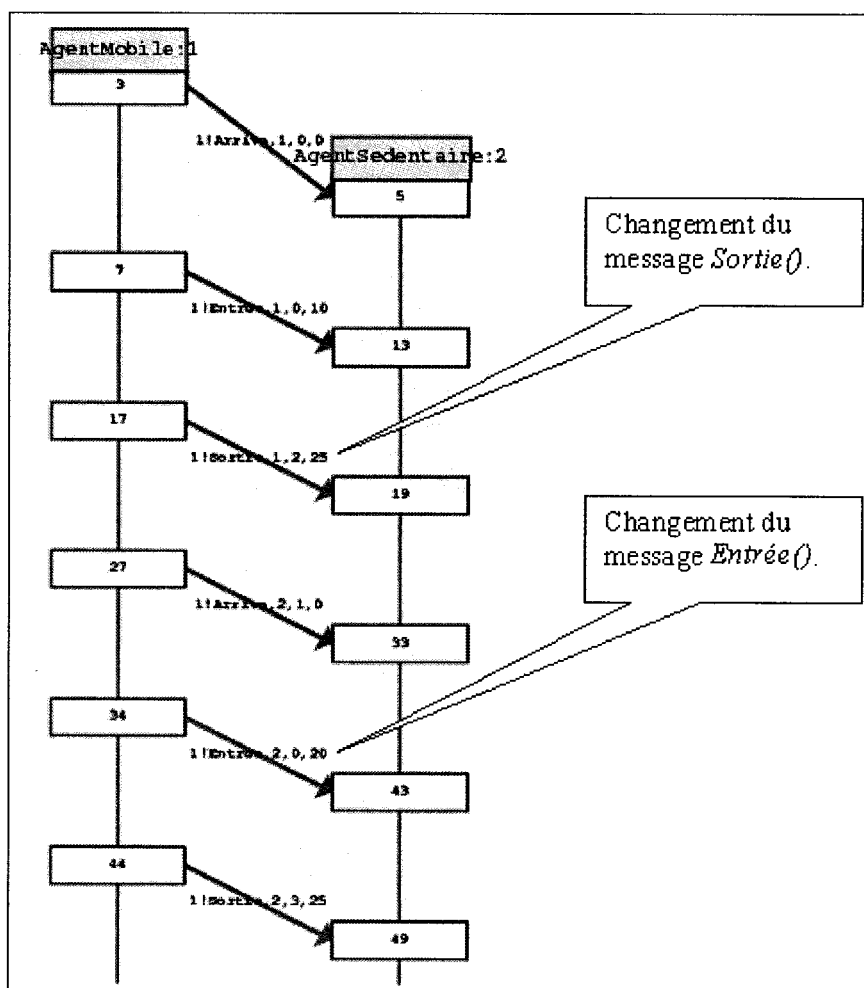 AgentMobile:1
3
1!Arrive,1,0,0
AgentSedentaire:2
5
Changement du
message Sortie().
7
1!Entree,1,0,10
13
17
1!Sortie,1,2,25
19
Changement du
message Entrée().
27
1!Arrive,2,1,0
33
34
1!Entree,2,0,20
43
44
1!Sortie,2,3,25
49